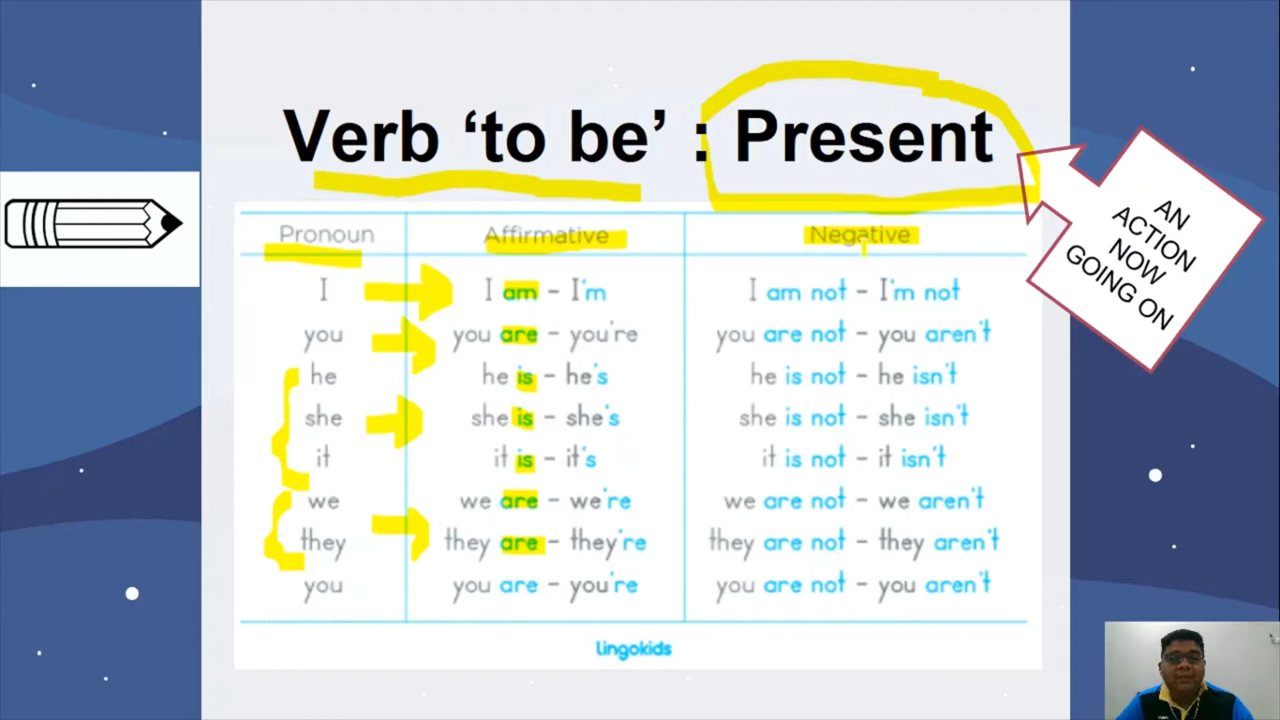 Verb ‘to be’ : Present
AN
ACTION
NOW
GOING ON
Pronoun Affirmative Negative
I I am – I'm I am not – I'm not
you you are – you're you are not – you aren't
he he is – he's he is not – he isn't
she she is – she's she is not – she isn't
it it is – it's it is not – it isn't
we we are – we're we are not – we aren't
they they are – they're they are not – they aren't
you you are – you're you are not – you aren't
lingokids